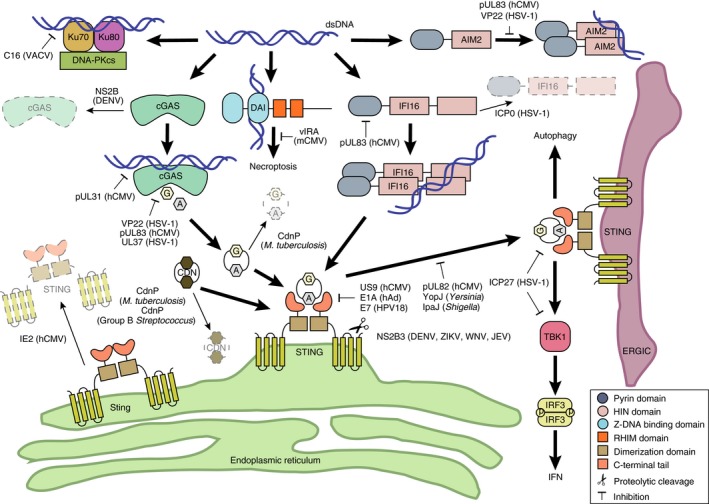 pUL83 (hCMV)
VP22 (HSV-1)
dsDNA
Ku70
Ku80
C16 (VACV)
DNA-PKcs
AIM2
AIM2
AIM2
NS2B
(DENV)
cGAS
cGAS
DAI
IFI16
IFI16
ICP0 (HSV-1)
vIRA
(mCMV)
pUL83 (hCMV)
Necroptosis
Autophagy
cGAS
pUL31 (hCMV)
G
A
IFI16
IFI16
VP22 (HSV-1)
pUL83 (hCMV)
UL37 (HSV-1)
G
A
CdnP
(M. tuberculosis)
G
A
G
A
STING
STING
CDN
CdnP
(M. tuberculosis)
CdnP
(Group B Streptococcus)
G
A
US9 (hCMV)
E1A (hAd)
E7 (HPV18)
pUL82 (hCMV)
YopJ (Yersinia)
IpaJ (Shigella)
ICP27 (HSV-1)
IE2 (hCMV)
CDN
STING
NS2B3 (DENV, ZIKV, WNV, JEV)
TBK1
ERGIC
Sting
IRF3
IRF3
P
P
Endoplasmic reticulum
IFN
Pyrin domain
HIN domain
Z-DNA binding domain
RHIM domain
Dimerization domain
C-terminal tail
Proteolytic cleavage
Inhibition